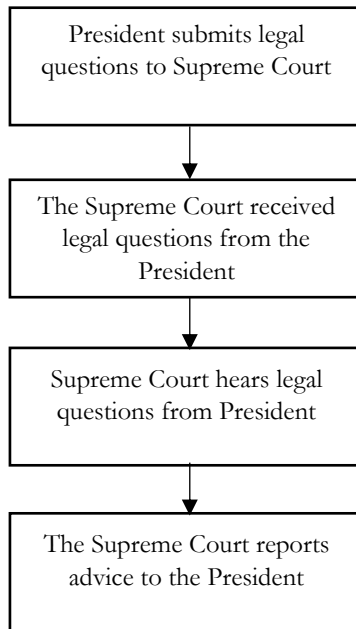 President submits legal
questions to Supreme Court
The Supreme Court received
legal questions from the
President
Supreme Court hears legal
questions from President
The Supreme Court reports
advice to the President